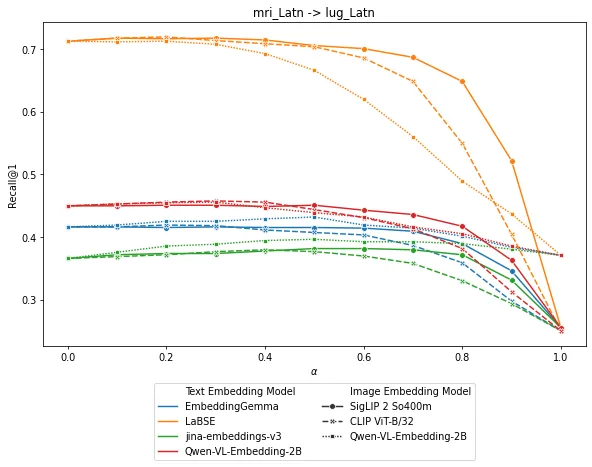 mri_Latn -> lug_Latn
0.7
0.6
0.5
0.4
0.3
Recall@1
0.0 0.2 0.4 0.6 0.8 1.0
α
Text Embedding Model
EmbeddingGemma
LaBSE
jina-embeddings-v3
Qwen-VL-Embedding-2B
Image Embedding Model
SigLIP 2 So400m
CLIP ViT-B/32
Qwen-VL-Embedding-2B